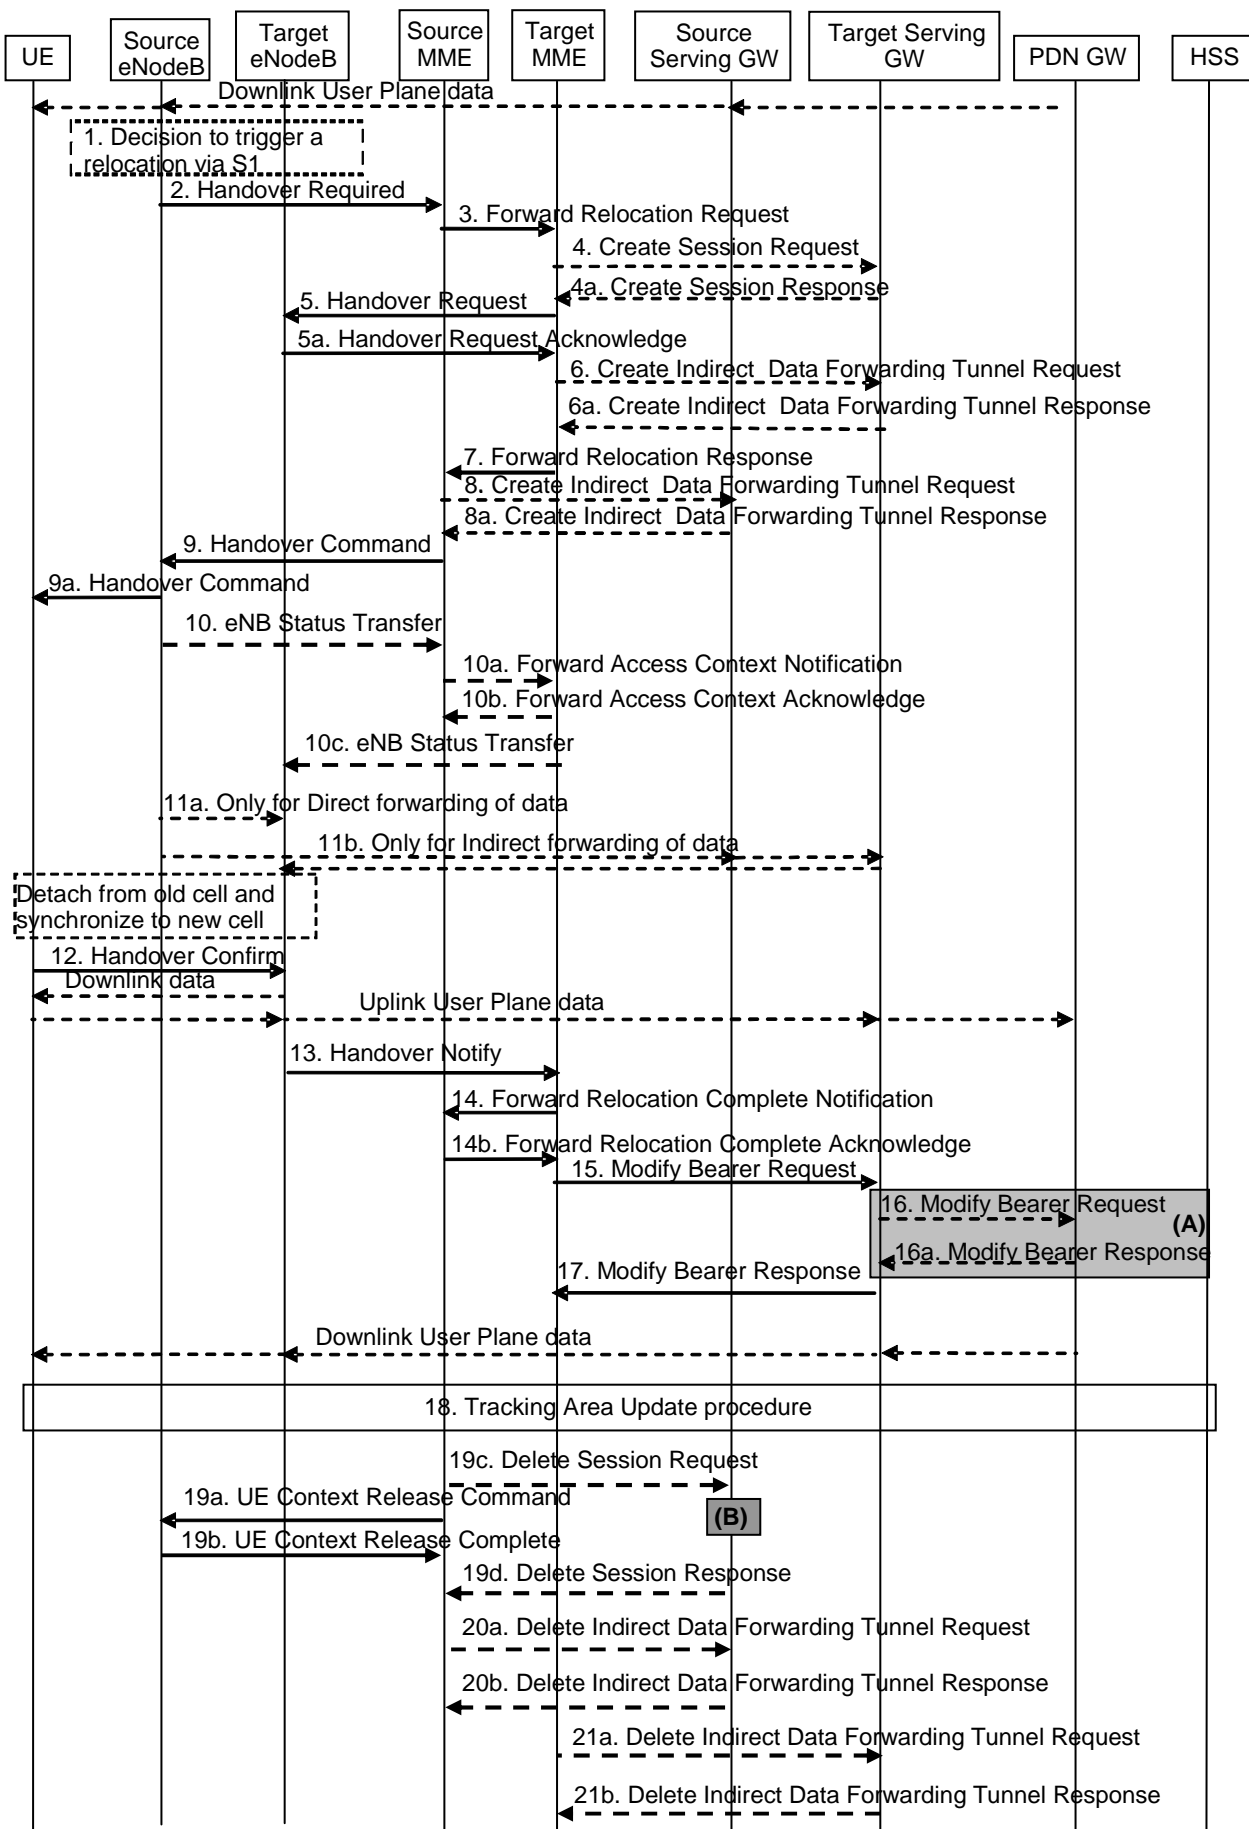 UE
Source
eNodeB
Target
eNodeB
Source
MME
Target
MME
Source
Serving GW
Target Serving
GW
PDN GW
HSS
Downlink User Plane data
1. Decision to trigger a
relocation via S1
2. Handover Required
3. Forward Relocation Request
4. Create Session Request
4a. Create Session Response
5. Handover Request
5a. Handover Request Acknowledge
6. Create Indirect Data Forwarding Tunnel Request
6a. Create Indirect Data Forwarding Tunnel Response
7. Forward Relocation Response
8. Create Indirect Data Forwarding Tunnel Request
8a. Create Indirect Data Forwarding Tunnel Response
9. Handover Command
9a. Handover Command
10. eNB Status Transfer
10a. Forward Access Context Notification
10b. Forward Access Context Acknowledge
10c. eNB Status Transfer
11a. Only for Direct forwarding of data
11b. Only for Indirect forwarding of data
Detach from old cell and
synchronize to new cell
12. Handover Confirm
Downlink data
Uplink User Plane data
13. Handover Notify
14. Forward Relocation Complete Notification
14b. Forward Relocation Complete Acknowledge
15. Modify Bearer Request
16. Modify Bearer Request
(A)
16a. Modify Bearer Response
17. Modify Bearer Response
Downlink User Plane data
18. Tracking Area Update procedure
19c. Delete Session Request
19a. UE Context Release Command
(B)
19b. UE Context Release Complete
19d. Delete Session Response
20a. Delete Indirect Data Forwarding Tunnel Request
20b. Delete Indirect Data Forwarding Tunnel Response
21a. Delete Indirect Data Forwarding Tunnel Request
21b. Delete Indirect Data Forwarding Tunnel Response